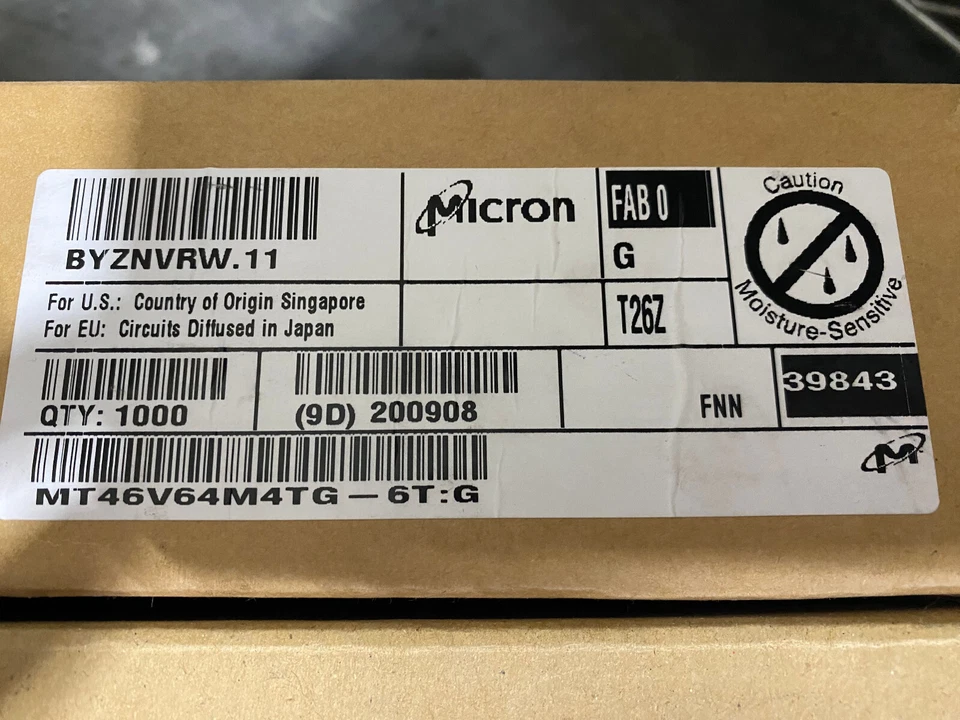 BYZNVRW.11
Micron
FAB 0
G
Caution
Moisture-Sensitive
For U.S.: Country of Origin Singapore
For EU: Circuits Diffused in Japan
T26Z
QTY: 1000
(9D) 200908
FNN
39843
MT46V64M4TG – 6T:G
M